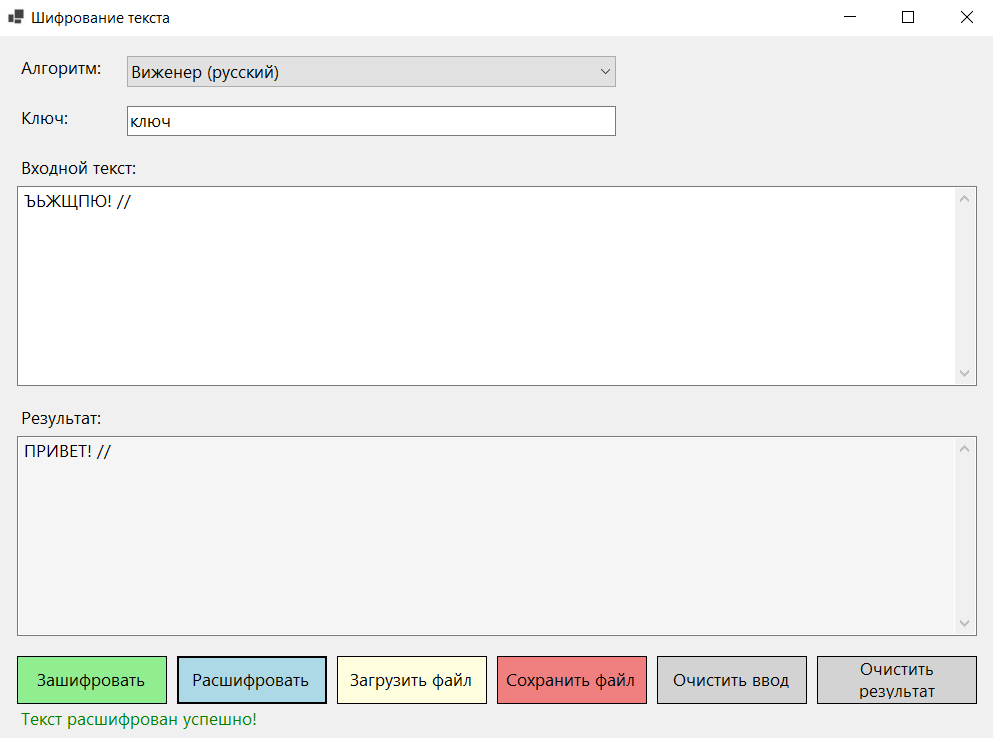 Шифрование текста
Алгоритм: Виженер (русский)
Ключ: ключ
Входной текст:
ЪЬЖЩПЮ! //
Результат:
ПРИВЕТ! //
Зашифровать Расшифровать Загрузить файл Сохранить файл Очистить ввод Очистить
результат
Текст расшифрован успешно!